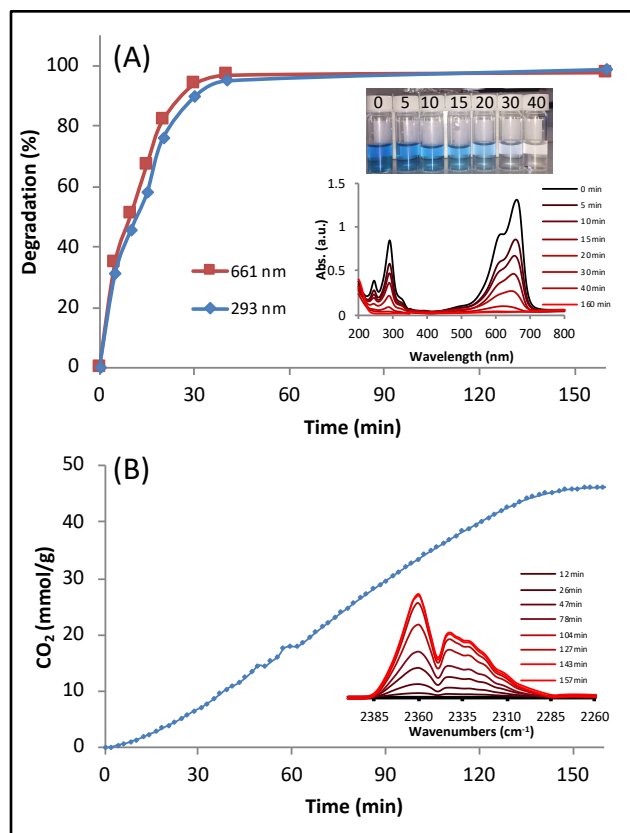 (A)
100
80
60
40
20
0
Degradation (%)
661 nm
293 nm
0 5 10 15 20 30 40
1.5
1
0.5
0
Abs. (a.u.)
200 300 400 500 600 700 800
Wavelength (nm)
0 min
5 min
10 min
15 min
20 min
30 min
40 min
160 min
0 30 60 90 120 150
Time (min)
(B)
50
40
30
20
10
0
CO₂ (mmol/g)
12 min
26 min
47 min
78 min
104 min
127 min
143 min
157 min
2385 2360 2335 2310 2285 2260
Wavenumbers (cm⁻¹)
0 30 60 90 120 150
Time (min)